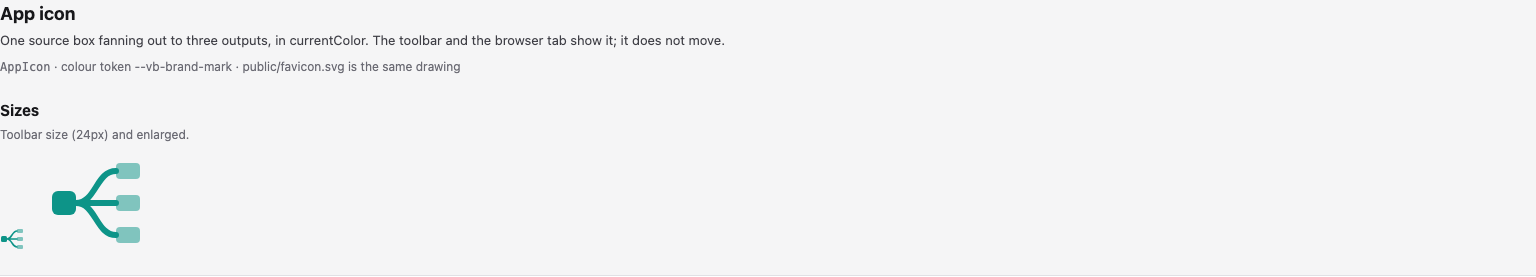 App icon
One source box fanning out to three outputs, in currentColor. The toolbar and the browser tab show it; it does not move.
AppIcon · colour token --vb-brand-mark · public/favicon.svg is the same drawing
Sizes
Toolbar size (24px) and enlarged.